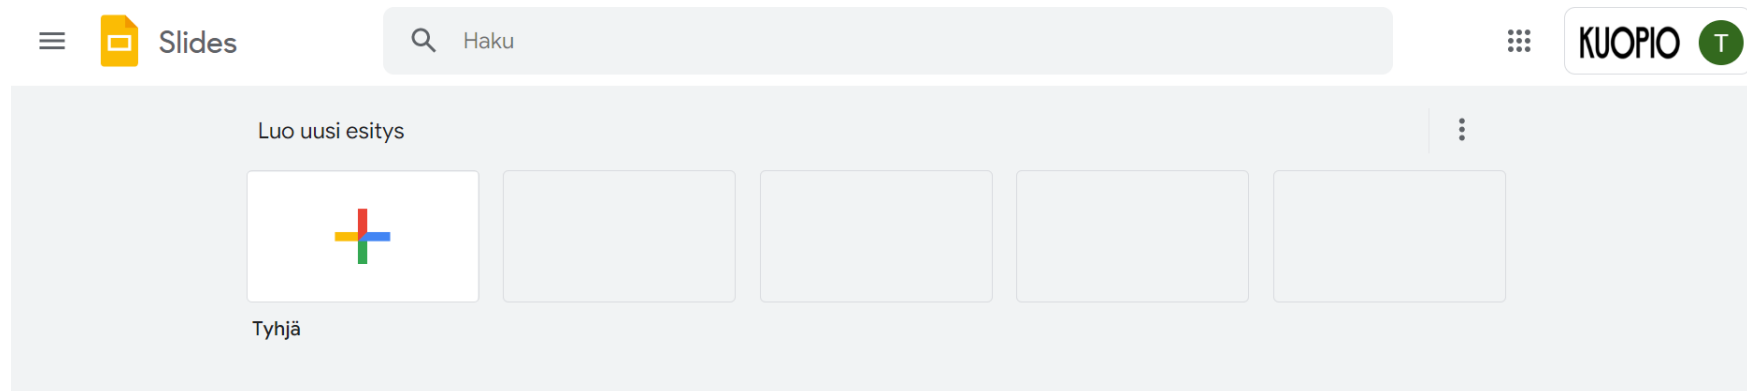 Slides
Haku
KUOPIO
T
Luo uusi esitys
Tyhjä